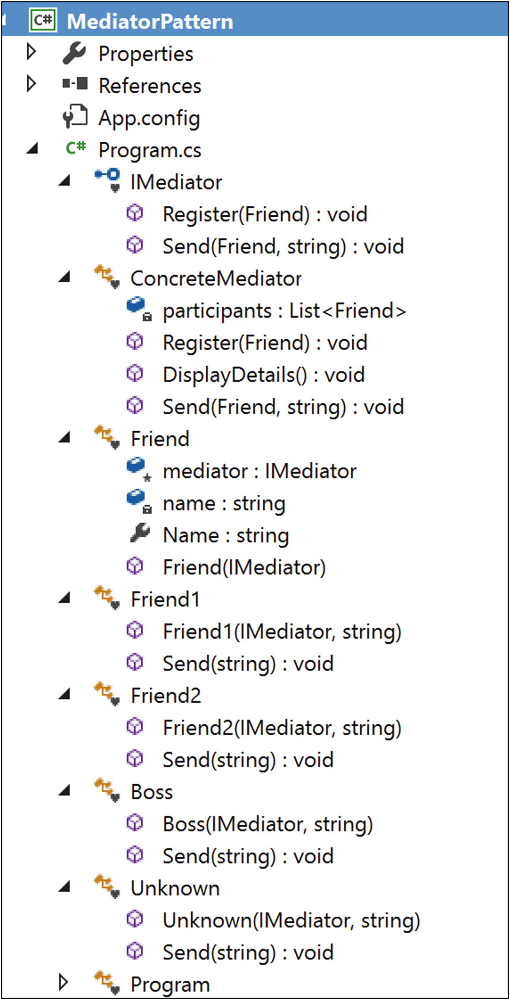 C# MediatorPattern
Properties
References
App.config
C# Program.cs
IMediator
Register(Friend) : void
Send(Friend, string) : void
ConcreteMediator
participants : List<Friend>
Register(Friend) : void
DisplayDetails() : void
Send(Friend, string) : void
Friend
mediator : IMediator
name : string
Name : string
Friend(IMediator)
Friend1
Friend1(IMediator, string)
Send(string) : void
Friend2
Friend2(IMediator, string)
Send(string) : void
Boss
Boss(IMediator, string)
Send(string) : void
Unknown
Unknown(IMediator, string)
Send(string) : void
Program